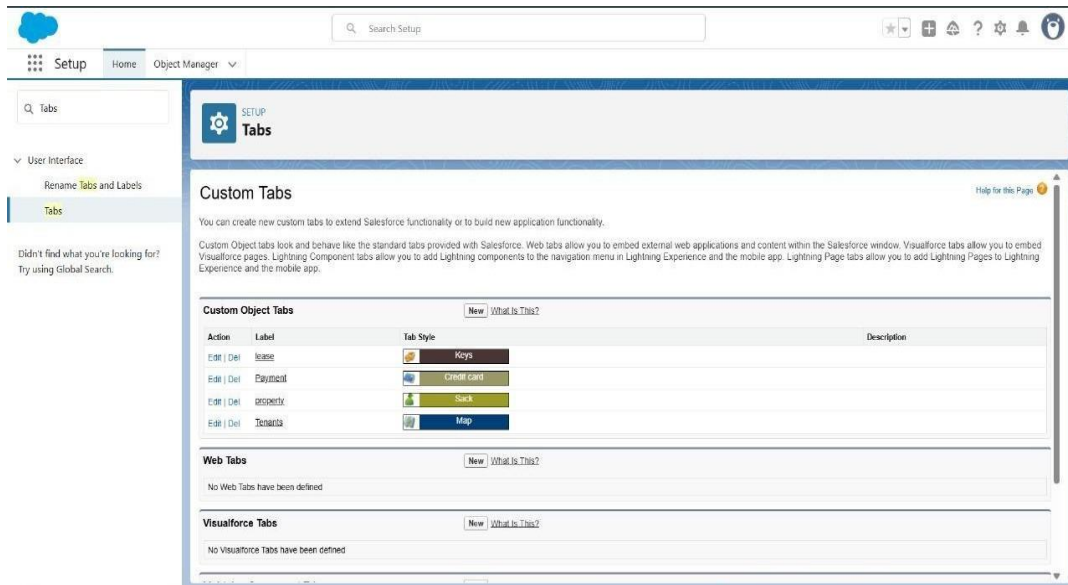 Search Setup
Setup
Home
Object Manager
Tabs
User Interface
Rename Tabs and Labels
Tabs
Didn't find what you're looking for?
Try using Global Search.
SETUP
Tabs
Custom Tabs
Help for this Page
You can create new custom tabs to extend Salesforce functionality or to build new application functionality.
Custom Object tabs look and behave like the standard tabs provided with Salesforce. Web tabs allow you to embed external web applications and content within the Salesforce window. Visualforce tabs allow you to embed
Visualforce pages. Lightning Component tabs allow you to add Lightning components to the navigation menu in Lightning Experience and the mobile app. Lightning Page tabs allow you to add Lightning Pages to Lightning
Experience and the mobile app.
Custom Object Tabs New What Is This?
Action Label Tab Style Description
Edit | Del lease Keys
Edit | Del Payment Credit card
Edit | Del property Sack
Edit | Del Tenants Map
Web Tabs New What Is This?
No Web Tabs have been defined
Visualforce Tabs New What Is This?
No Visualforce Tabs have been defined